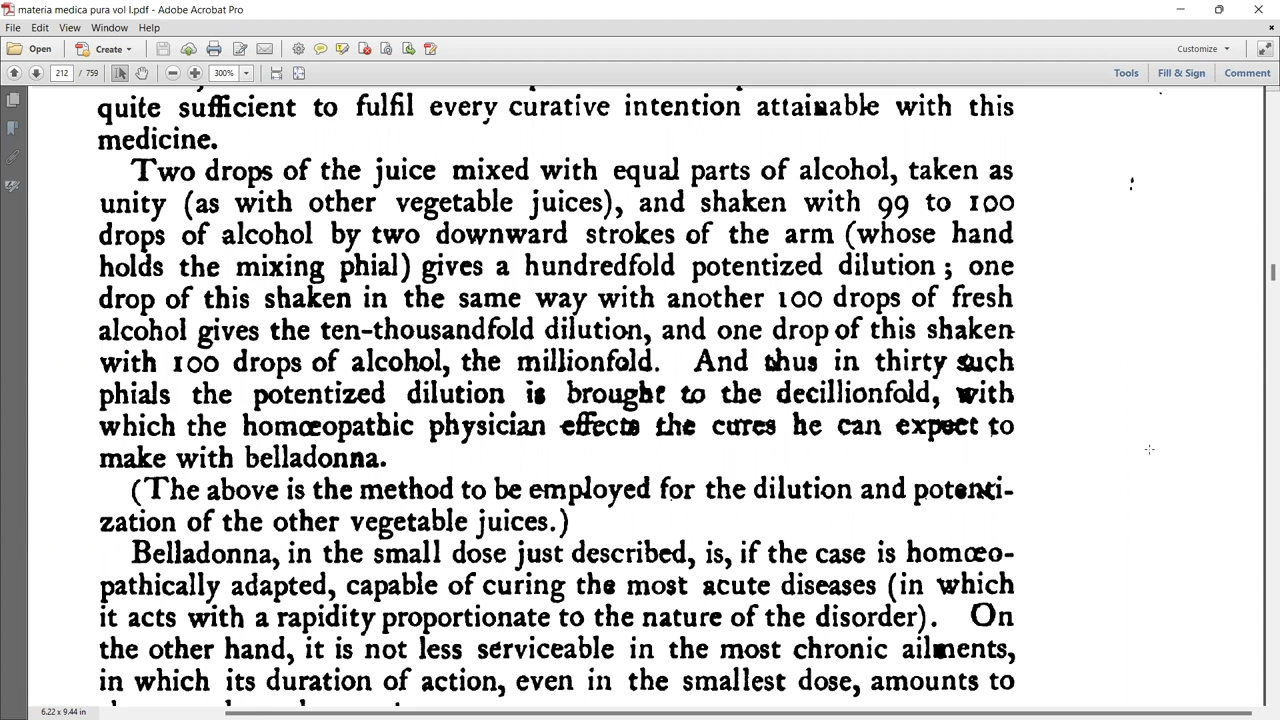 materia medica pura vol I.pdf - Adobe Acrobat Pro
File Edit View Window Help
Open Create Customize
212 / 759 300% Tools Fill & Sign Comment
quite sufficient to fulfil every curative intention attainable with this
medicine.
Two drops of the juice mixed with equal parts of alcohol, taken as
unity (as with other vegetable juices), and shaken with 99 to 100
drops of alcohol by two downward strokes of the arm (whose hand
holds the mixing phial) gives a hundredfold potentized dilution ; one
drop of this shaken in the same way with another 100 drops of fresh
alcohol gives the ten-thousandfold dilution, and one drop of this shaken
with 100 drops of alcohol, the millionfold. And thus in thirty such
phials the potentized dilution is brought to the decillionfold, with
which the homœopathic physician effects the cures he can expect to
make with belladonna.
(The above is the method to be employed for the dilution and potenti-
zation of the other vegetable juices.)
Belladonna, in the small dose just described, is, if the case is homœo-
pathically adapted, capable of curing the most acute diseases (in which
it acts with a rapidity proportionate to the nature of the disorder). On
the other hand, it is not less serviceable in the most chronic ailments,
in which its duration of action, even in the smallest dose, amounts to
6.22 x 9.44 in